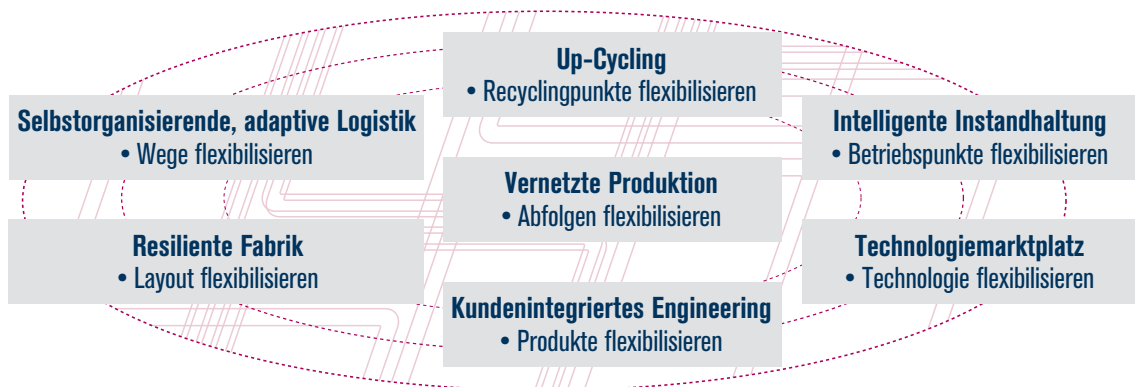 Up-Cycling
• Recyclingpunkte flexibilisieren
Selbstorganisierende, adaptive Logistik
• Wege flexibilisieren
Intelligente Instandhaltung
• Betriebspunkte flexibilisieren
Vernetzte Produktion
• Abfolgen flexibilisieren
Resiliente Fabrik
• Layout flexibilisieren
Technologiemarktplatz
• Technologie flexibilisieren
Kundenintegriertes Engineering
• Produkte flexibilisieren